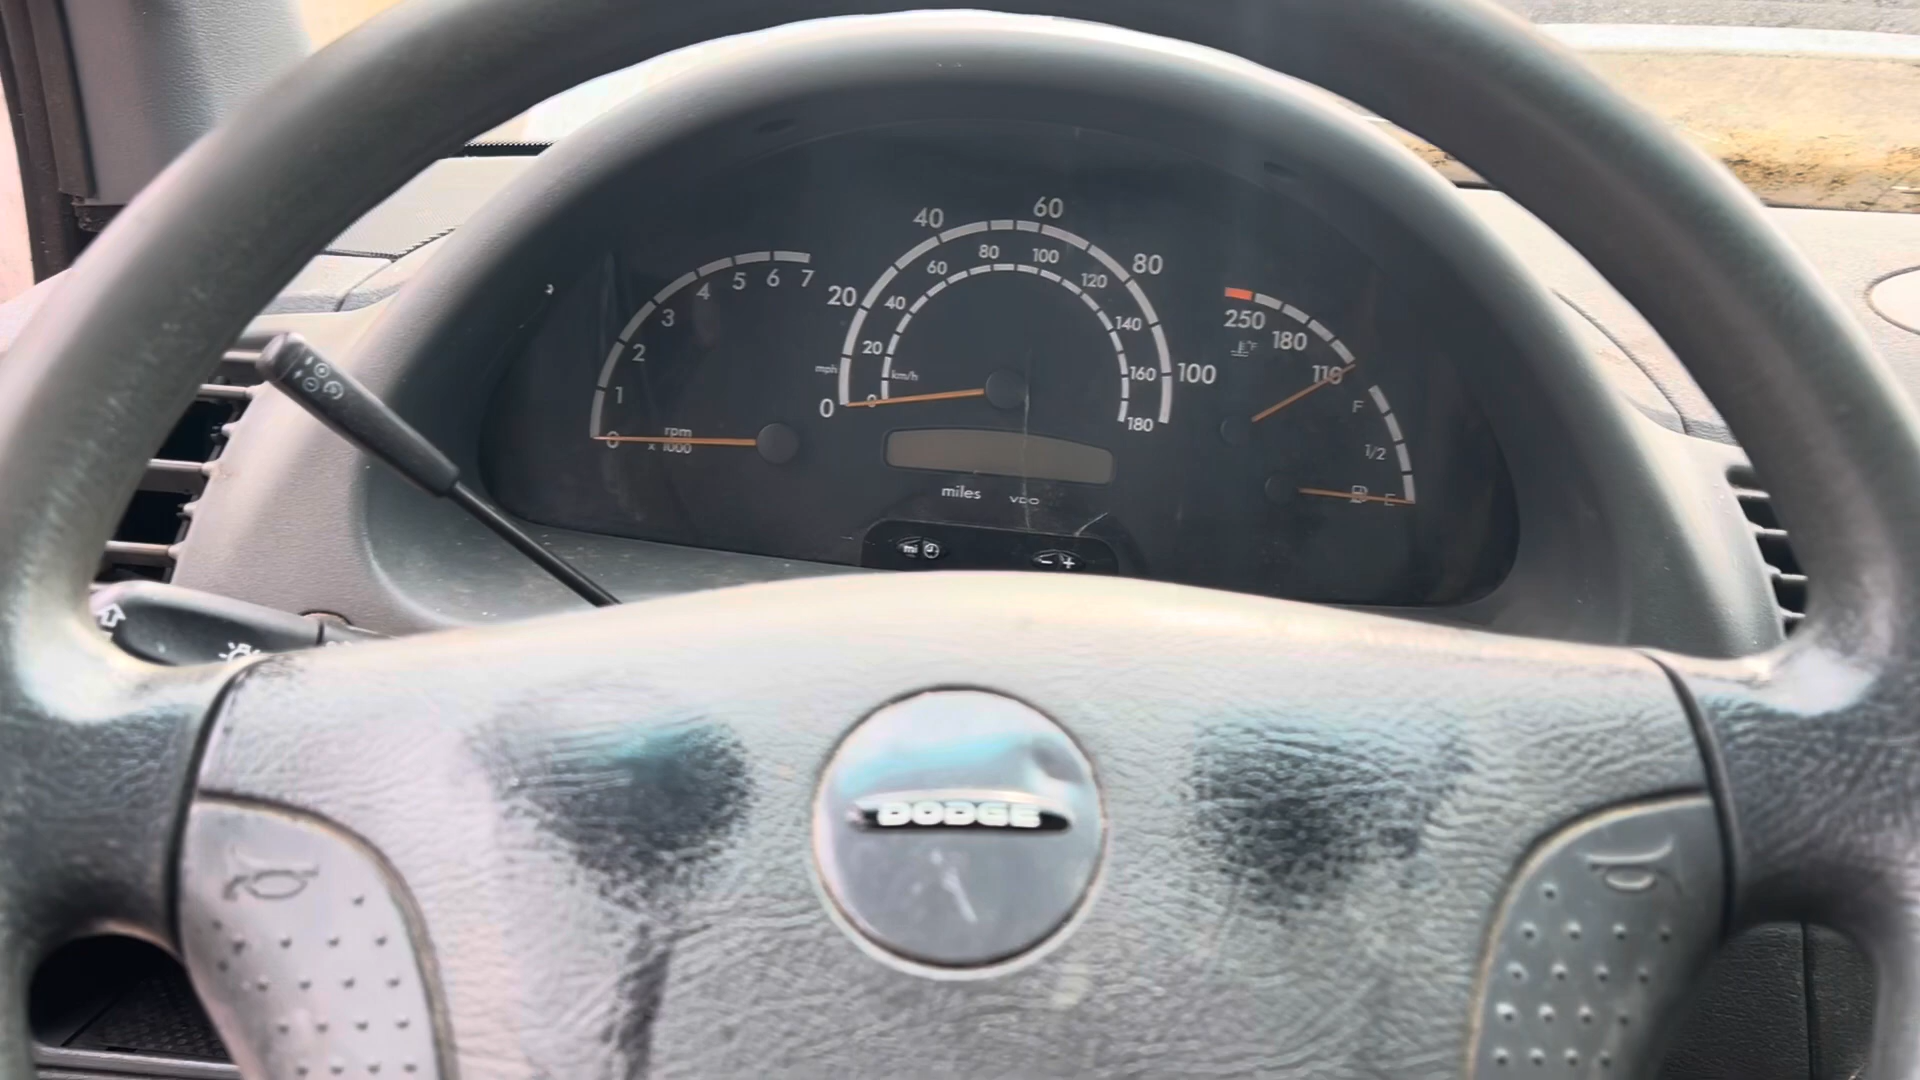 0 1 2 3 4 5 6 7
rpm
x 1000
0 20 40 60 80 100
mph
0 20 40 60 80 100 120 140 160 180
km/h
miles
VDO
mi
- +
250 180 110
°F
F
1/2
E
DODGE